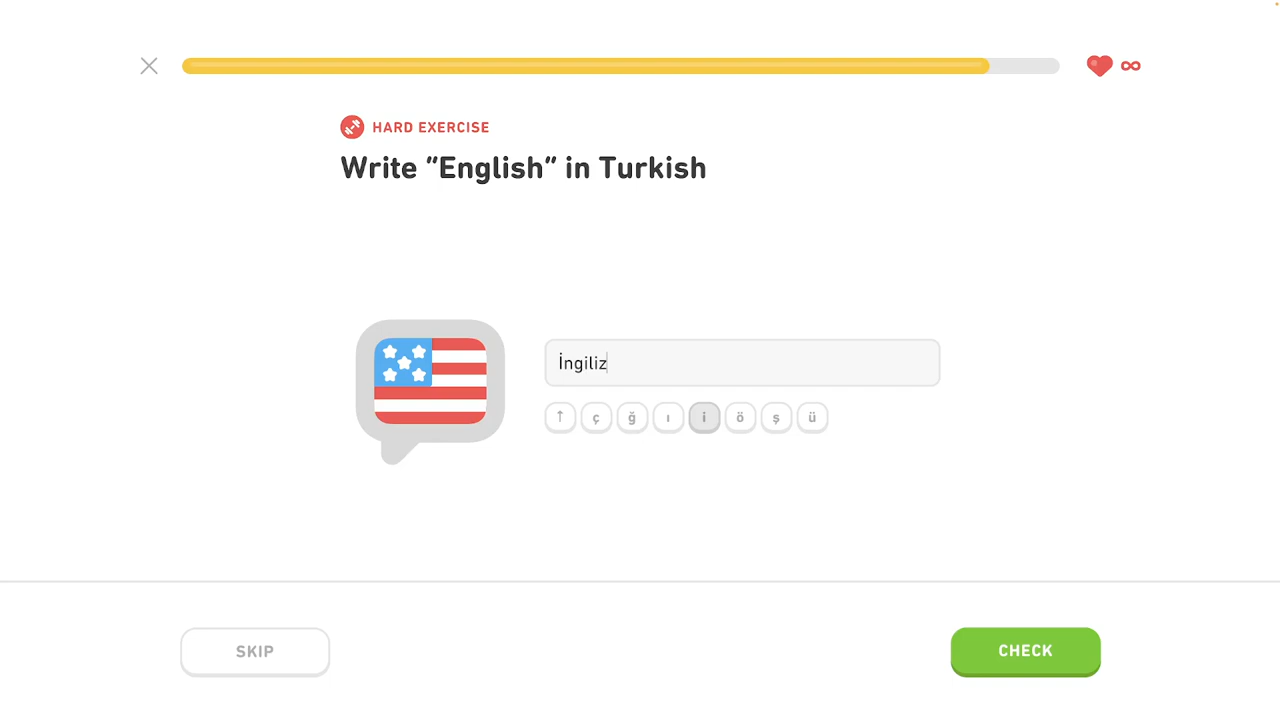 ∞
HARD EXERCISE
Write “English” in Turkish
İngiliz
↑ ç ğ ı i ö ş ü
SKIP
CHECK